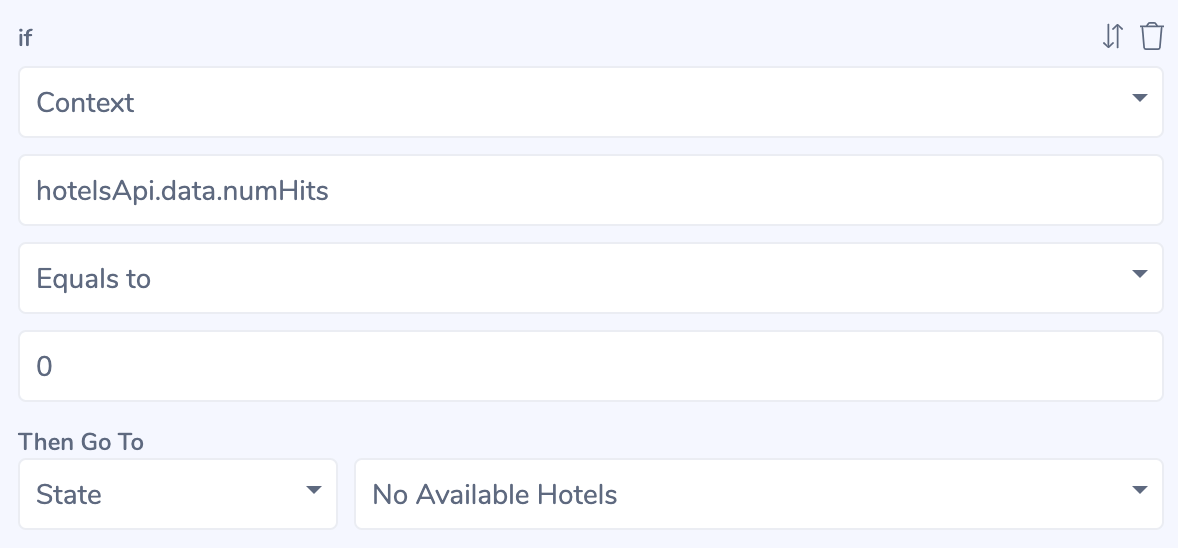 if
Context
hotelsApi.data.numHits
Equals to
0
Then Go To
State
No Available Hotels